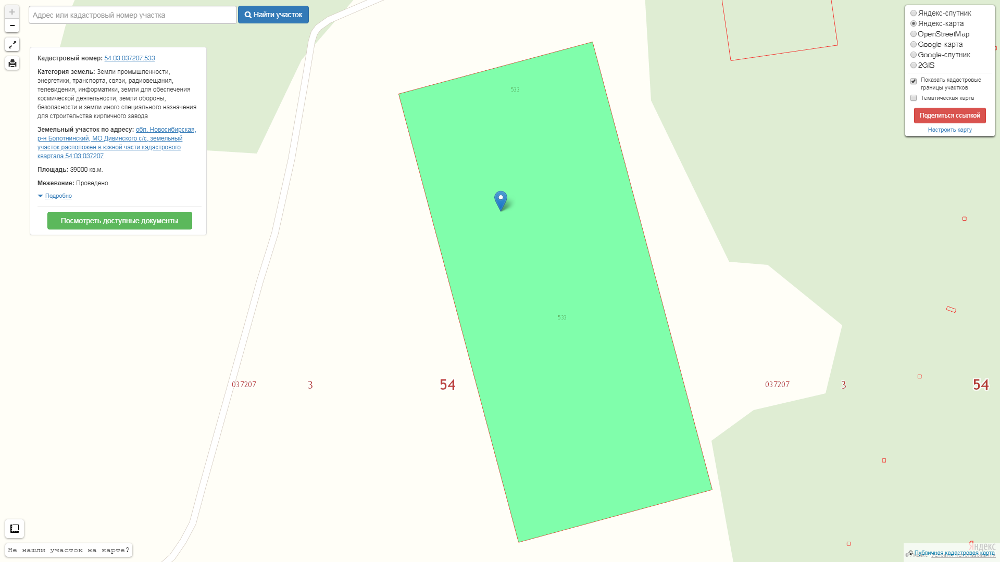 +
−
Адрес или кадастровый номер участка
Найти участок
Кадастровый номер: 54:03:037207:533
Категория земель: Земли промышленности,
энергетики, транспорта, связи, радиовещания,
телевидения, информатики, земли для обеспечения
космической деятельности, земли обороны,
безопасности и земли иного специального назначения
для строительства кирпичного завода
Земельный участок по адресу: обл. Новосибирская,
р-н Болотнинский, МО Дивинского с/с, земельный
участок расположен в южной части кадастрового
квартала 54:03:037207
Площадь: 39000 кв.м.
Межевание: Проведено
Подробно
Посмотреть доступные документы
Яндекс-спутник
Яндекс-карта
OpenStreetMap
Google-карта
Google-спутник
2GIS
Показать кадастровые
границы участков
Тематическая карта
Поделиться ссылкой
Настроить карту
533
533
037207
3
54
037207
3
54
Не нашли участок на карте?
Яндекс
© Публичная кадастровая карта
© Яндекс Условия использования